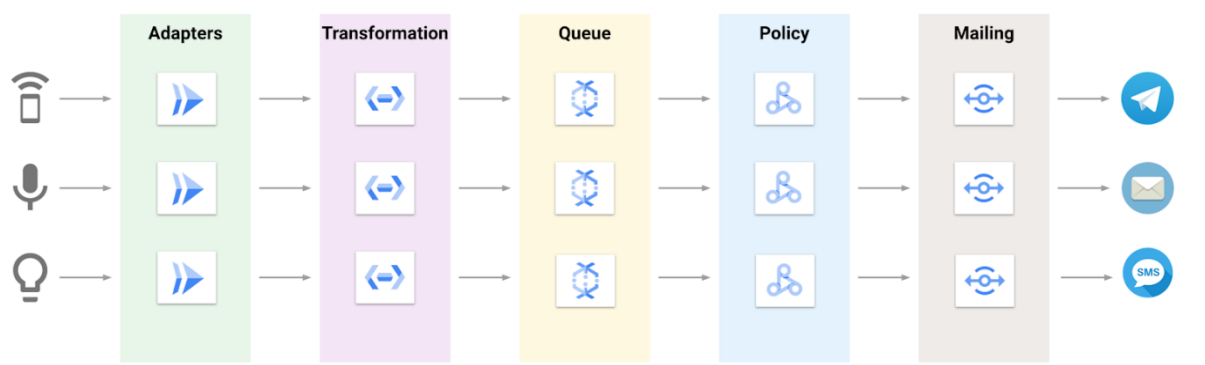 Adapters
Transformation
Queue
Policy
Mailing
SMS